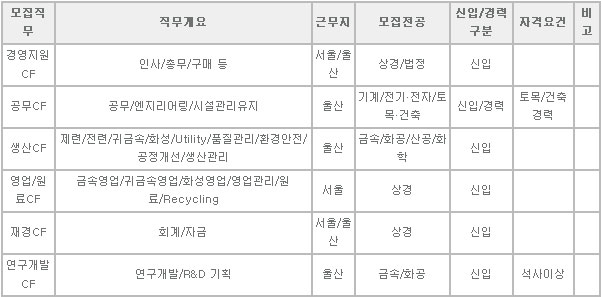 모집직무 직무개요 근무지 모집전공 신입/경력구분 자격요건 비고
경영지원CF 인사/총무/구매 등 서울/울산 상경/법정 신입
공무CF 공무/엔지리어링/시설관리유지 울산 기계/전기·전자/토목·건축 신입/경력 토목/건축경력
생산CF 제련/전련/귀금속/화성/Utility/품질관리/환경안전/공정개선/생산관리 울산 금속/화공/산공/화학 신입
영업/원료CF 금속영업/귀금속영업/화성영업/영업관리/원료/Recycling 서울 상경 신입
재경CF 회계/자금 서울/울산 상경 신입
연구개발CF 연구개발/R&D 기획 울산 금속/화공 신입 석사이상